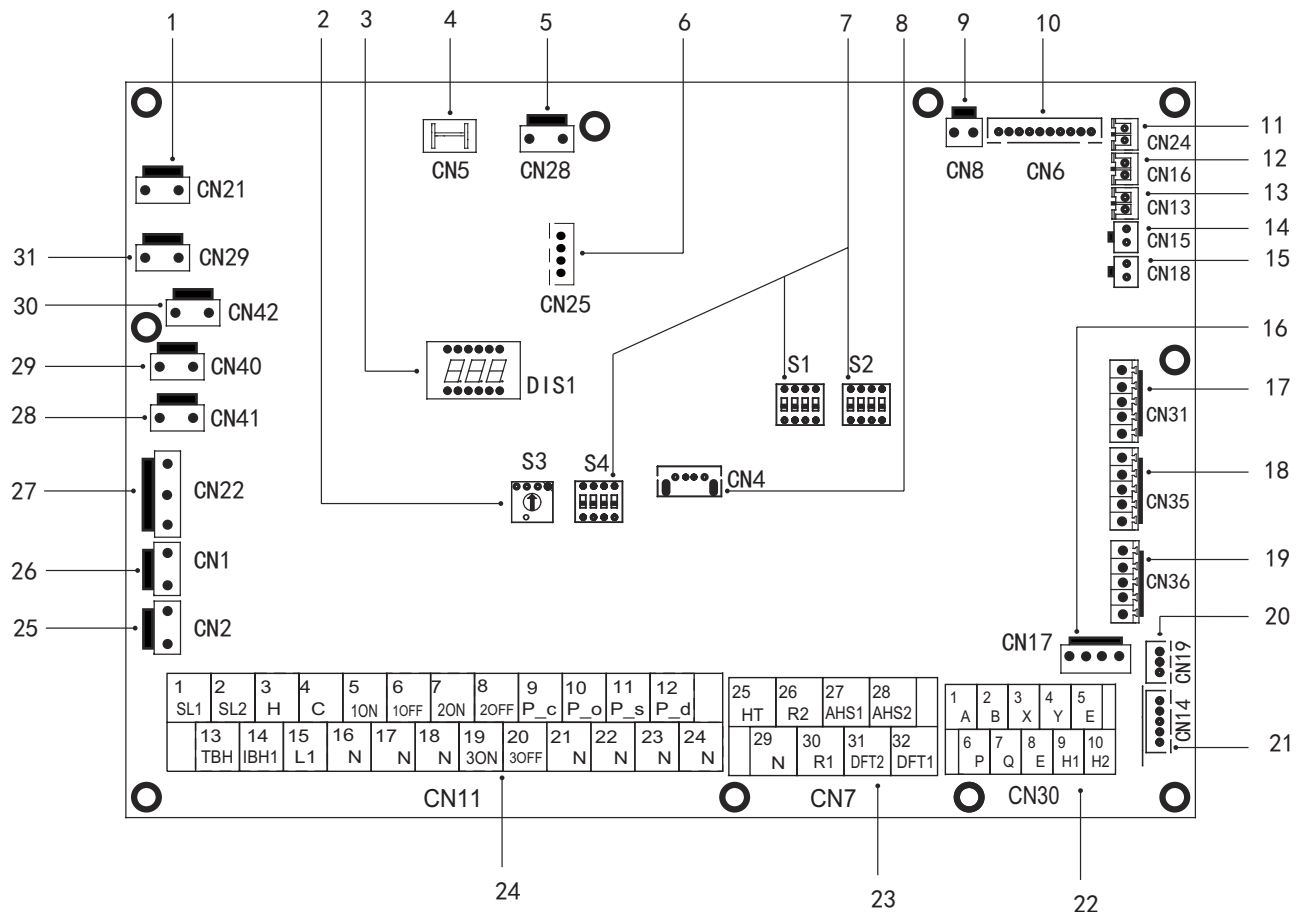 1 2 3 4 5 6 7 8 9 10
CN5 CN28 CN8 CN6 CN24 11
CN21 CN16 12
CN13 13
CN15 14
31 CN29 CN18 15
CN25
30 CN42
16
29 CN40 DIS1 S1 S2
28 CN41 CN31 17
S3 S4 CN4
27 CN22 CN35 18
26 CN1 CN36 19
25 CN2 CN17 20
CN19
1 2 3 4 5 6 7 8 9 10 11 12
SL1 SL2 H C 1ON 1OFF 2ON 2OFF P_c P_o P_s P_d
13 14 15 16 17 18 19 20 21 22 23 24
TBH IBH1 L1 N N N 3ON 3OFF N N N N
CN11
25 26 27 28
HT R2 AHS1 AHS2
29 30 31 32
N R1 DFT2 DFT1
CN7
1 2 3 4 5
A B X Y E
6 7 8 9 10
P Q E H1 H2
CN30
CN14
21
24 23 22